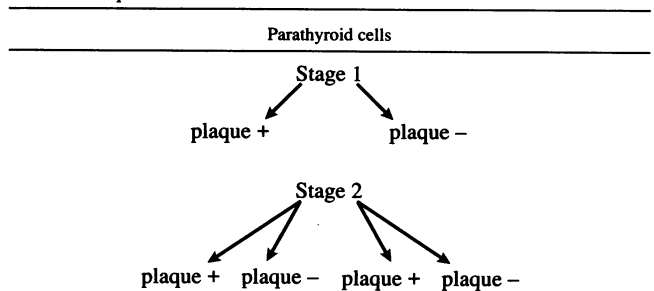 Parathyroid cells
Stage 1
plaque + plaque –
Stage 2
plaque + plaque – plaque + plaque –